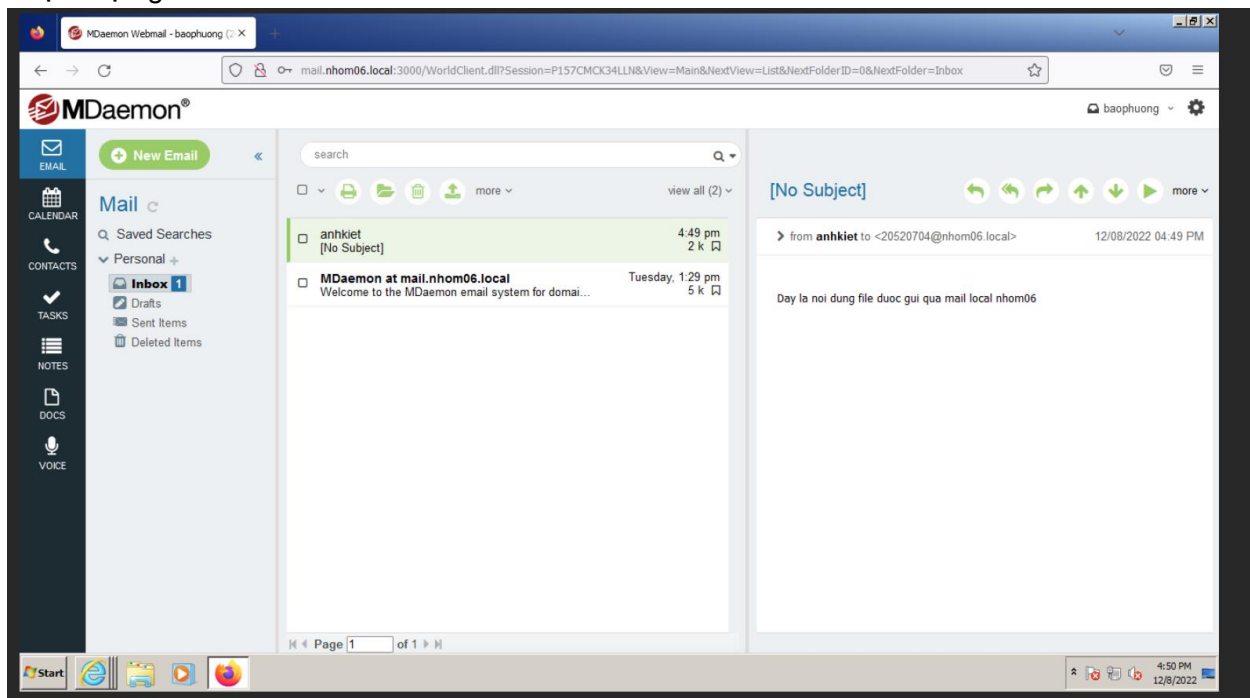 MDaemon Webmail - baophuong (2
mail.nhom06.local:3000/WorldClient.dll?Session=P157CMCK34LLN&View=Main&NextView=List&NextFolderID=0&NextFolder=Inbox
MDaemon®
baophuong
EMAIL
CALENDAR
CONTACTS
TASKS
NOTES
DOCS
VOICE
New Email
«
Mail
Saved Searches
Personal +
Inbox 1
Drafts
Sent Items
Deleted Items
search
more
view all (2)
anhkiet 4:49 pm
[No Subject] 2 k
MDaemon at mail.nhom06.local Tuesday, 1:29 pm
Welcome to the MDaemon email system for domai... 5 k
Page 1 of 1
[No Subject]
more
from anhkiet to <20520704@nhom06.local> 12/08/2022 04:49 PM
Day la noi dung file duoc gui qua mail local nhom06
Start
4:50 PM
12/8/2022